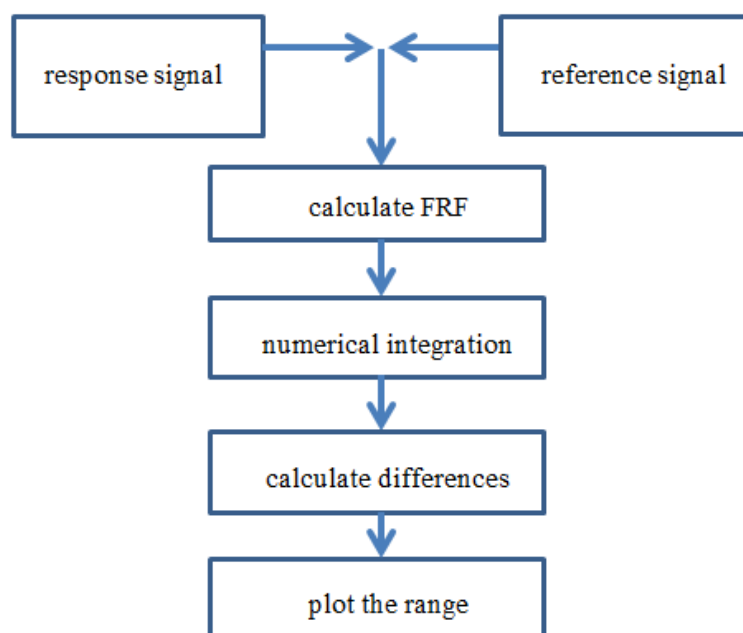 response signal
reference signal
calculate FRF
numerical integration
calculate differences
plot the range